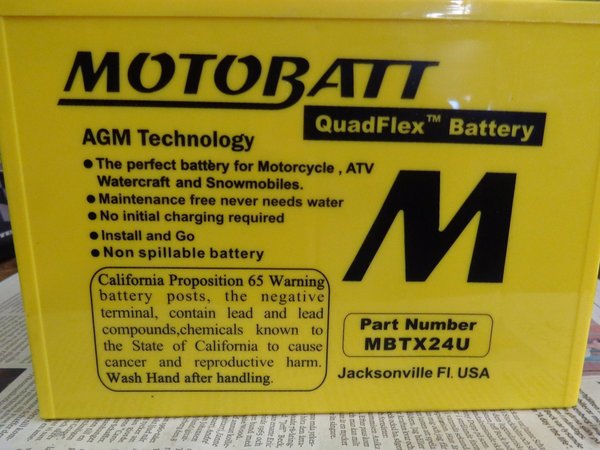 MOTOBATT
QuadFlex™ Battery
AGM Technology
● The perfect battery for Motorcycle , ATV
Watercraft and Snowmobiles.
● Maintenance free never needs water
● No initial charging required
● Install and Go
● Non spillable battery
M
California Proposition 65 Warning
battery posts, the negative
terminal, contain lead and lead
compounds,chemicals known to
the State of California to cause
cancer and reproductive harm.
Wash Hand after handling.
Part Number
MBTX24U
Jacksonville Fl. USA